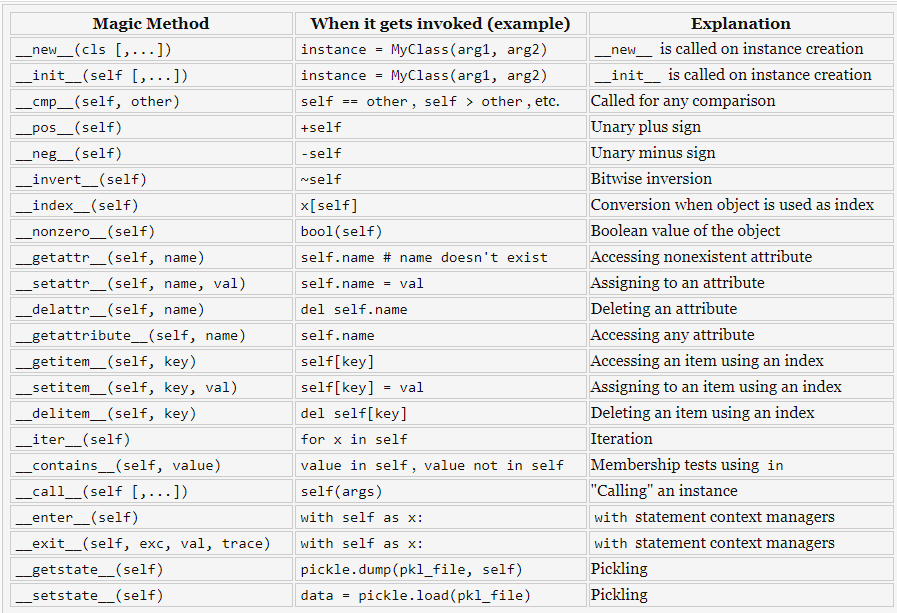 Magic Method When it gets invoked (example) Explanation
__new__(cls [,...]) instance = MyClass(arg1, arg2) __new__ is called on instance creation
__init__(self [,...]) instance = MyClass(arg1, arg2) __init__ is called on instance creation
__cmp__(self, other) self == other, self > other, etc. Called for any comparison
__pos__(self) +self Unary plus sign
__neg__(self) -self Unary minus sign
__invert__(self) ~self Bitwise inversion
__index__(self) x[self] Conversion when object is used as index
__nonzero__(self) bool(self) Boolean value of the object
__getattr__(self, name) self.name # name doesn't exist Accessing nonexistent attribute
__setattr__(self, name, val) self.name = val Assigning to an attribute
__delattr__(self, name) del self.name Deleting an attribute
__getattribute__(self, name) self.name Accessing any attribute
__getitem__(self, key) self[key] Accessing an item using an index
__setitem__(self, key, val) self[key] = val Assigning to an item using an index
__delitem__(self, key) del self[key] Deleting an item using an index
__iter__(self) for x in self Iteration
__contains__(self, value) value in self, value not in self Membership tests using in
__call__(self [,...]) self(args) "Calling" an instance
__enter__(self) with self as x: with statement context managers
__exit__(self, exc, val, trace) with self as x: with statement context managers
__getstate__(self) pickle.dump(pkl_file, self) Pickling
__setstate__(self) data = pickle.load(pkl_file) Pickling